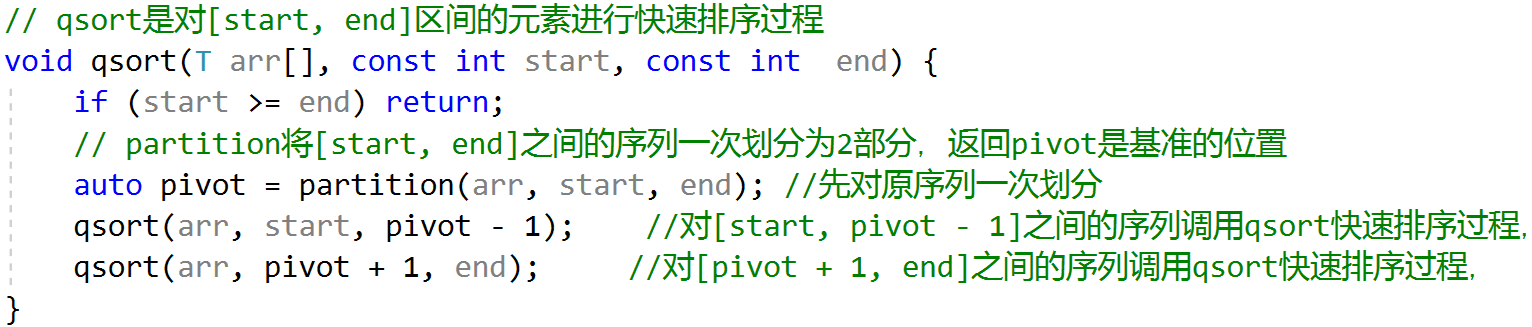 // qsort是对[start, end]区间的元素进行快速排序过程
void qsort(T arr[], const int start, const int  end) {
    if (start >= end) return;
    // partition将[start, end]之间的序列一次划分为2部分，返回pivot是基准的位置
    auto pivot = partition(arr, start, end); //先对原序列一次划分
    qsort(arr, start, pivot - 1);    //对[start, pivot - 1]之间的序列调用qsort快速排序过程，
    qsort(arr, pivot + 1, end);     //对[pivot + 1, end]之间的序列调用qsort快速排序过程，
}